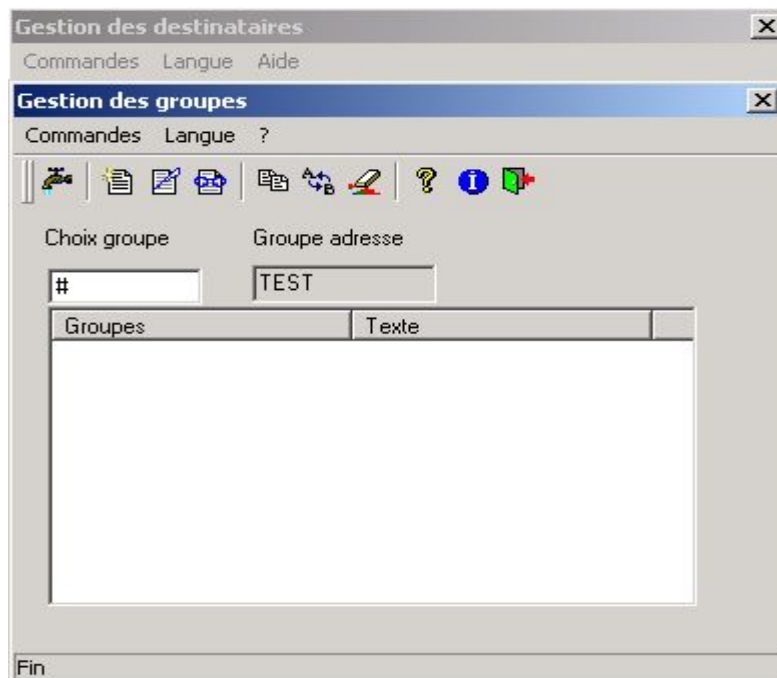 Gestion des destinataires
Commandes Langue Aide
Gestion des groupes
Commandes Langue ?
Choix groupe Groupe adresse
# TEST
Groupes Texte
Fin